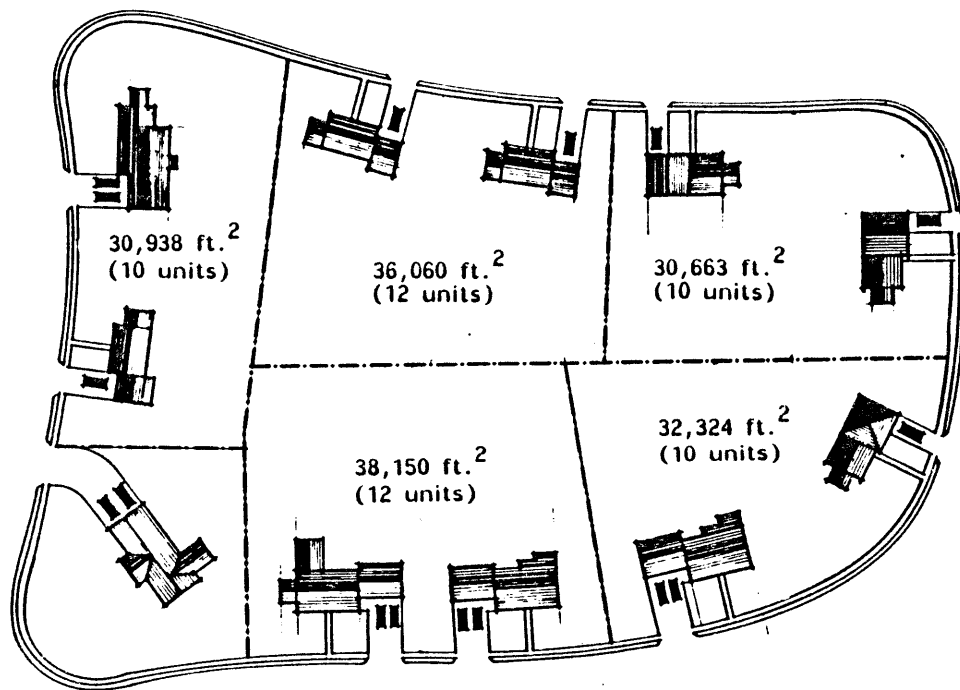 30,938 ft.²
(10 units)
36,060 ft.²
(12 units)
30,663 ft.²
(10 units)
38,150 ft.²
(12 units)
32,324 ft.²
(10 units)